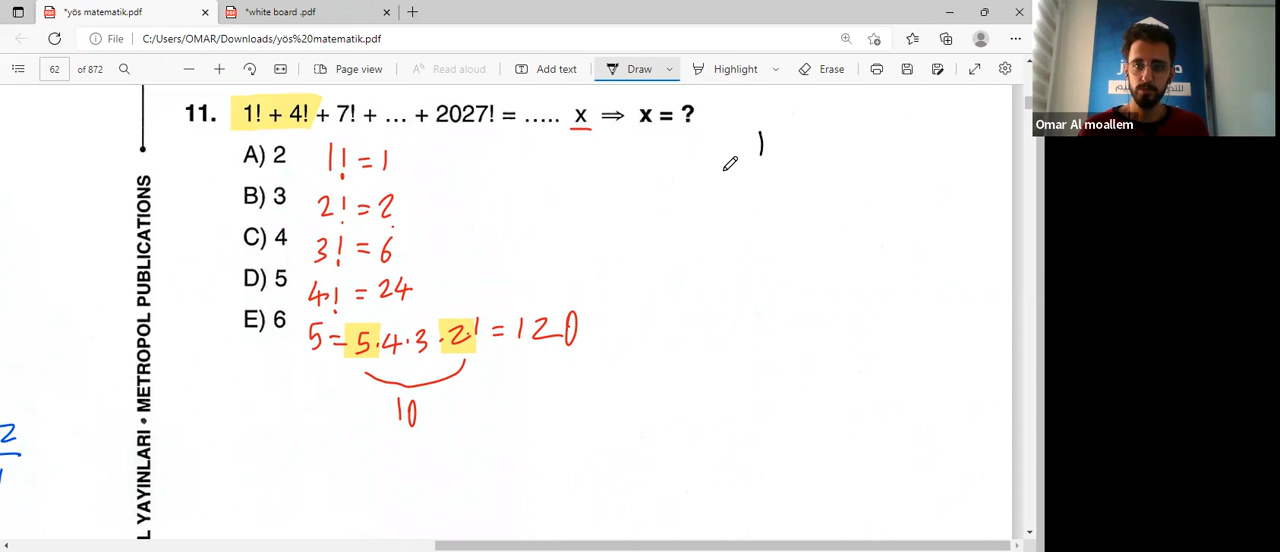 *yös matematik.pdf
*white board .pdf
File C:/Users/OMAR/Downloads/yös%20matematik.pdf
62 of 872 Page view Read aloud Add text Draw Highlight Erase
Omar Al moallem
11. 1! + 4! + 7! + ... + 2027! = ..... x ⇒ x = ?
A) 2 1! = 1
B) 3 2! = 2
C) 4 3! = 6
D) 5 4! = 24
E) 6 5 = 5·4·3·2·1 = 120
10
1
L YAYINLARI • METROPOL PUBLICATIONS
2